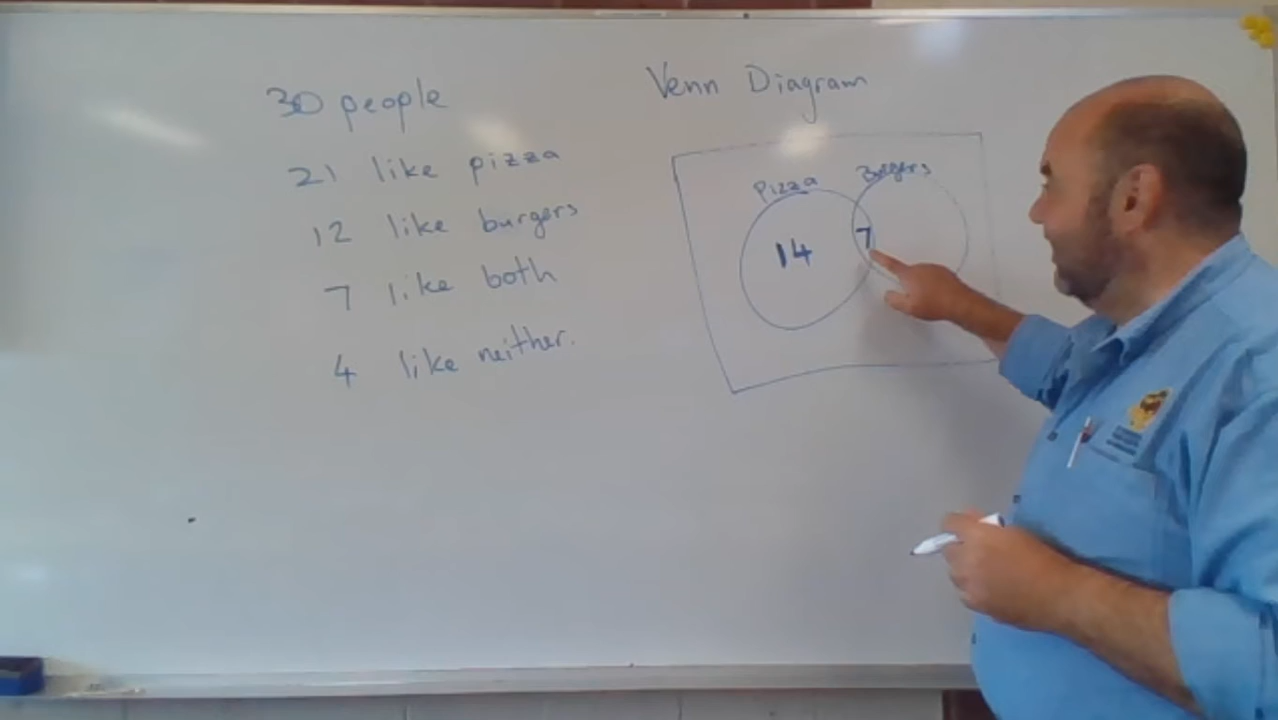 30 people
21 like pizza
12 like burgers
7 like both
4 like neither.
Venn Diagram
Pizza
Burgers
14
7